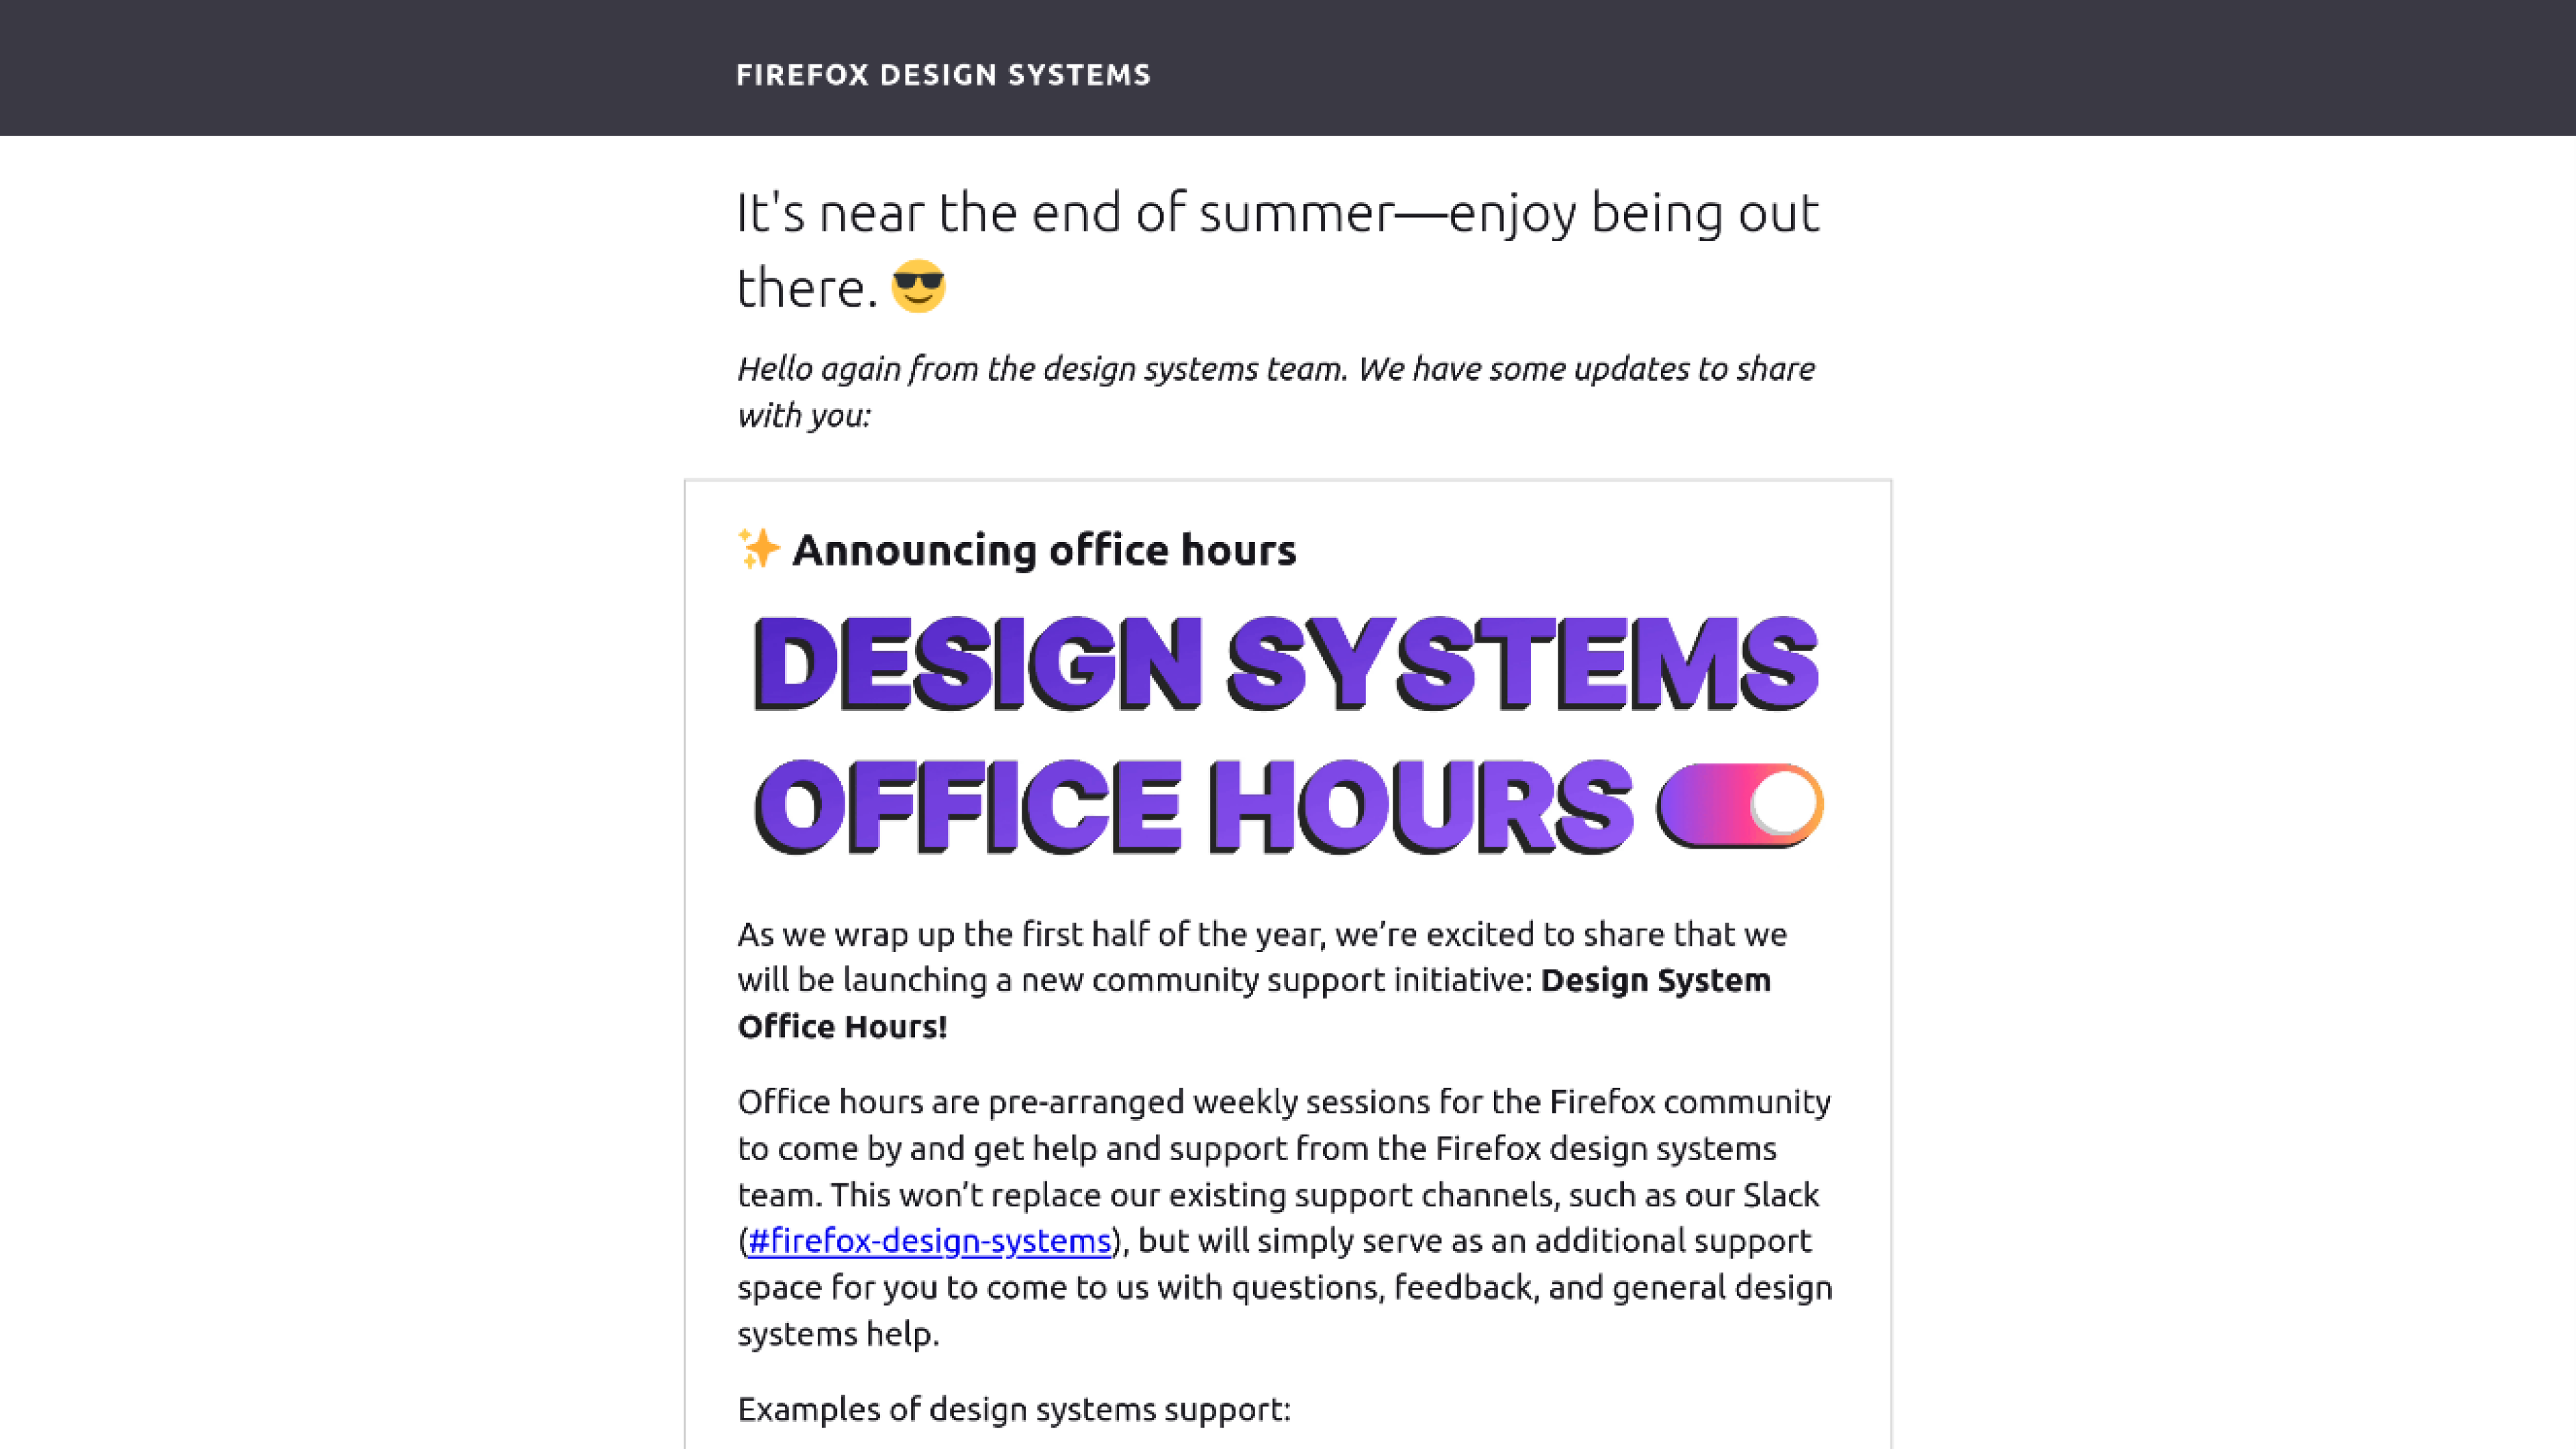 FIREFOX DESIGN SYSTEMS
It's near the end of summer—enjoy being out
there. 😎
Hello again from the design systems team. We have some updates to share
with you:
✨ Announcing office hours
DESIGN SYSTEMS
OFFICE HOURS
As we wrap up the first half of the year, we’re excited to share that we
will be launching a new community support initiative: Design System
Office Hours!
Office hours are pre-arranged weekly sessions for the Firefox community
to come by and get help and support from the Firefox design systems
team. This won’t replace our existing support channels, such as our Slack
(#firefox-design-systems), but will simply serve as an additional support
space for you to come to us with questions, feedback, and general design
systems help.
Examples of design systems support: